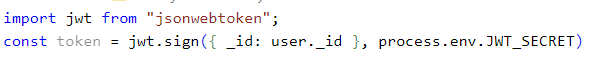 import jwt from "jsonwebtoken";
const token = jwt.sign({ _id: user._id }, process.env.JWT_SECRET)